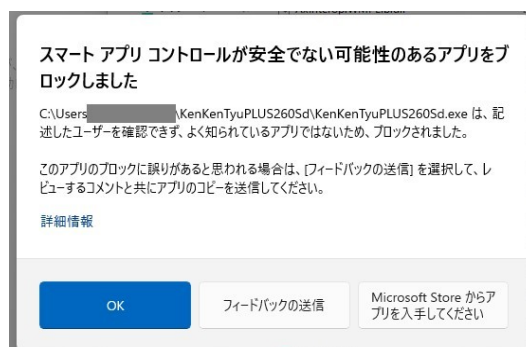 スマート アプリ コントロールが安全でない可能性のあるアプリをブ
ロックしました
C:\Users\KenKenTyuPLUS260Sd\KenKenTyuPLUS260Sd.exe は、記
述したユーザーを確認できず、よく知られているアプリではないため、ブロックされました。
このアプリのブロックに誤りがあると思われる場合は、[フィードバックの送信] を選択して、レ
ビューするコメントと共にアプリのコピーを送信してください。
詳細情報
OK
フィードバックの送信
Microsoft Store からア
プリを入手してください